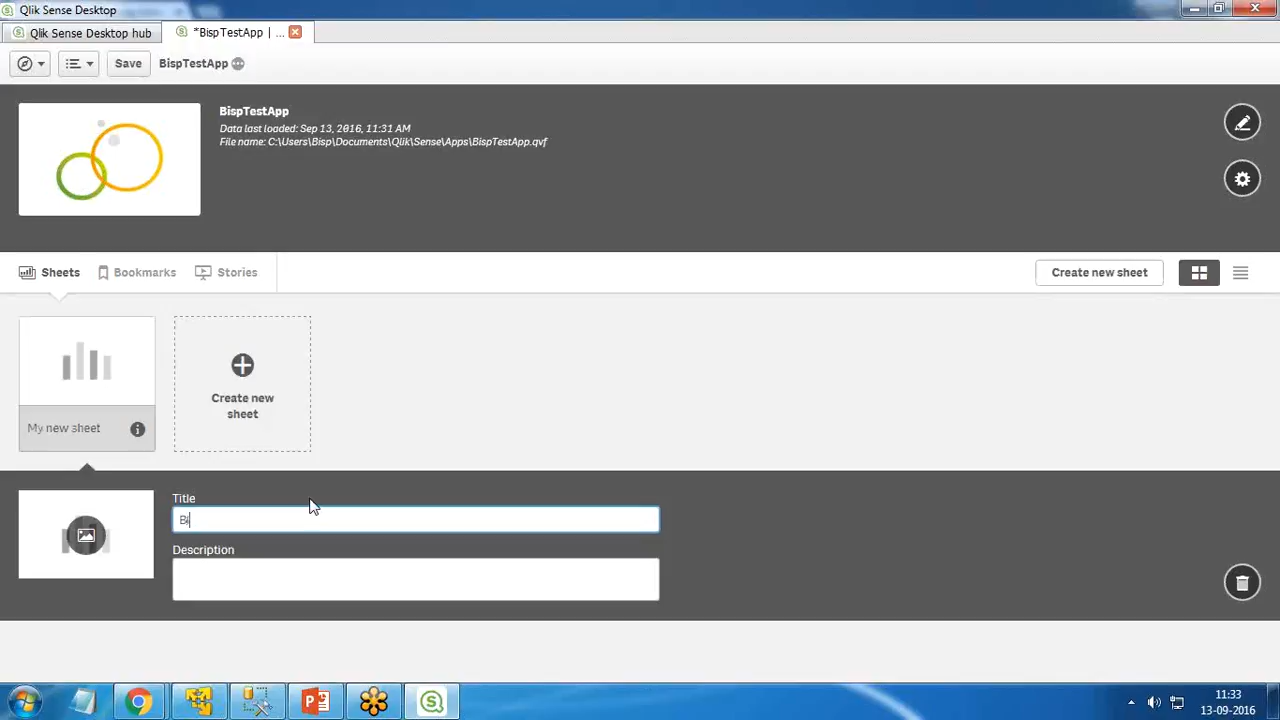 Qlik Sense Desktop
Qlik Sense Desktop hub
*BispTestApp | ...
Save
BispTestApp
BispTestApp
Data last loaded: Sep 13, 2016, 11:31 AM
File name: C:\Users\Bisp\Documents\Qlik\Sense\Apps\BispTestApp.qvf
Sheets
Bookmarks
Stories
Create new sheet
My new sheet
Create new
sheet
Title
Bi
Description
11:33
13-09-2016